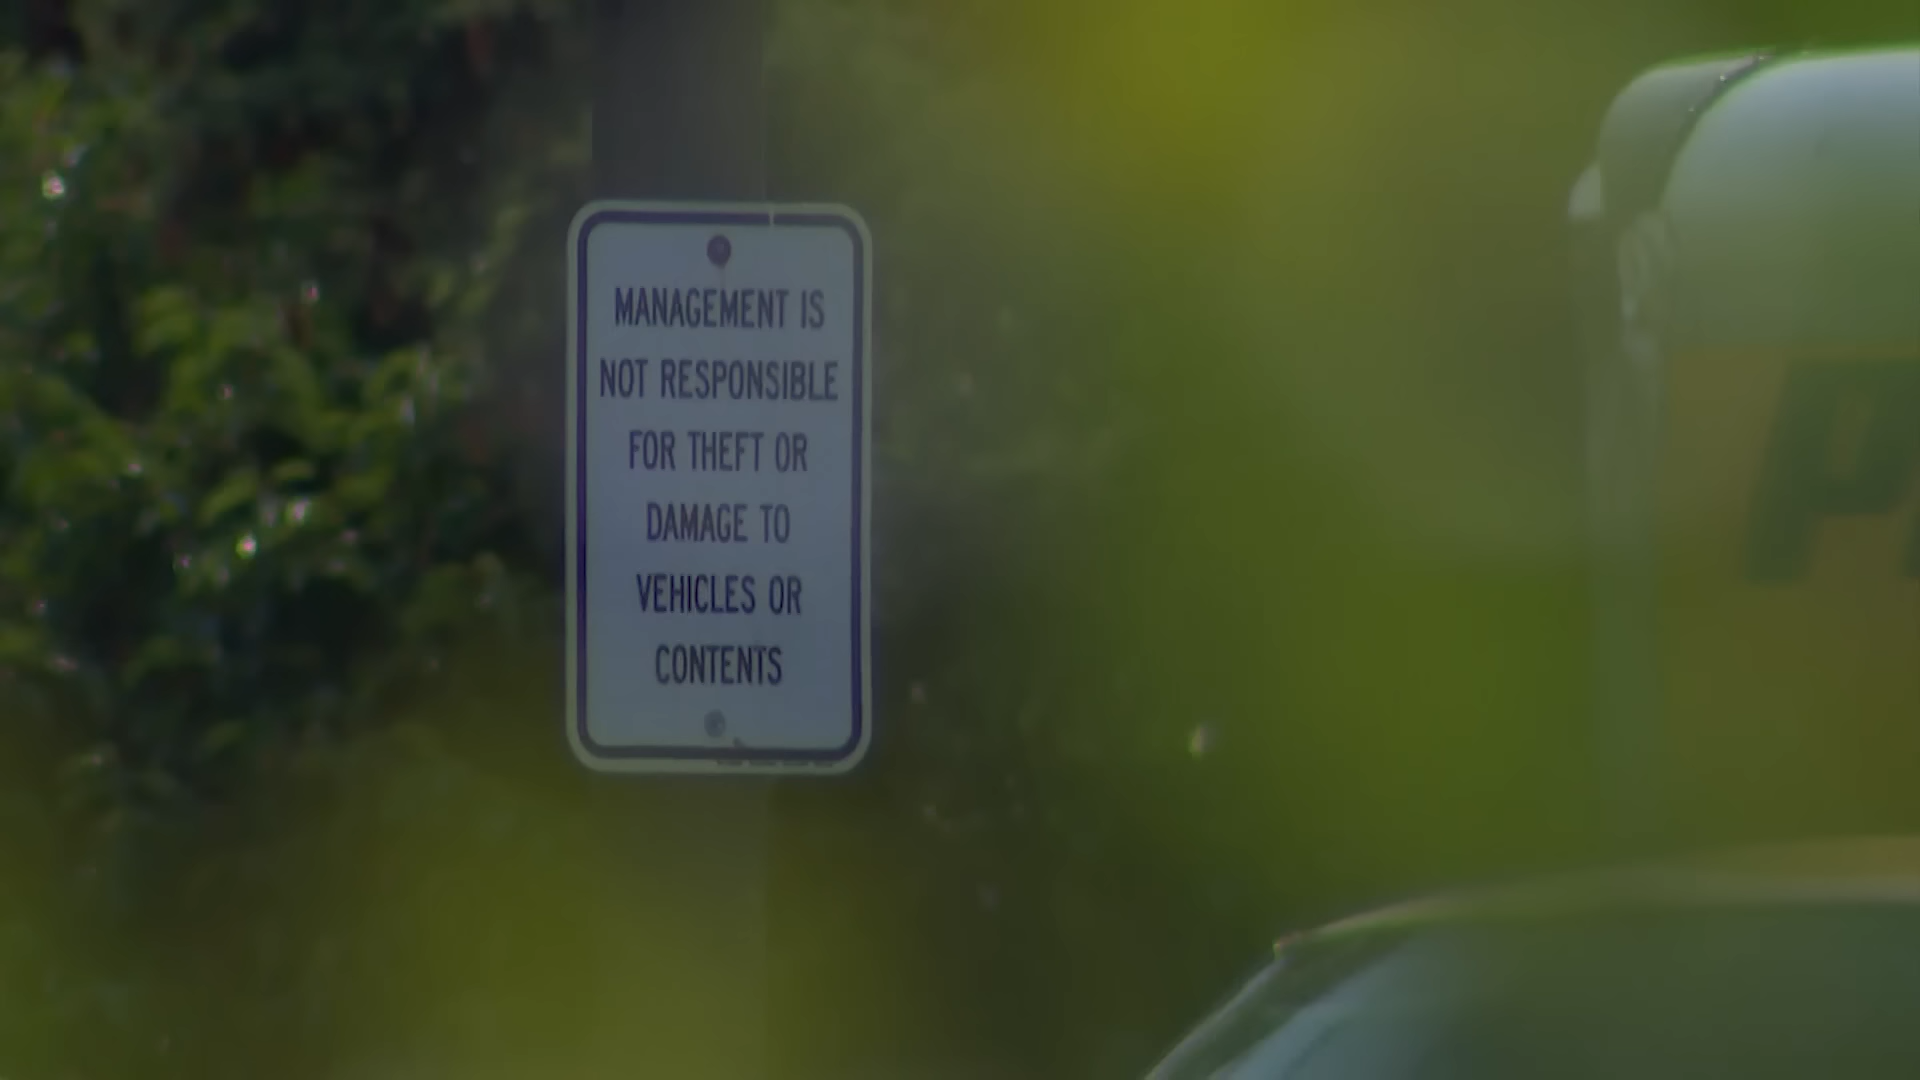 MANAGEMENT IS
NOT RESPONSIBLE
FOR THEFT OR
DAMAGE TO
VEHICLES OR
CONTENTS